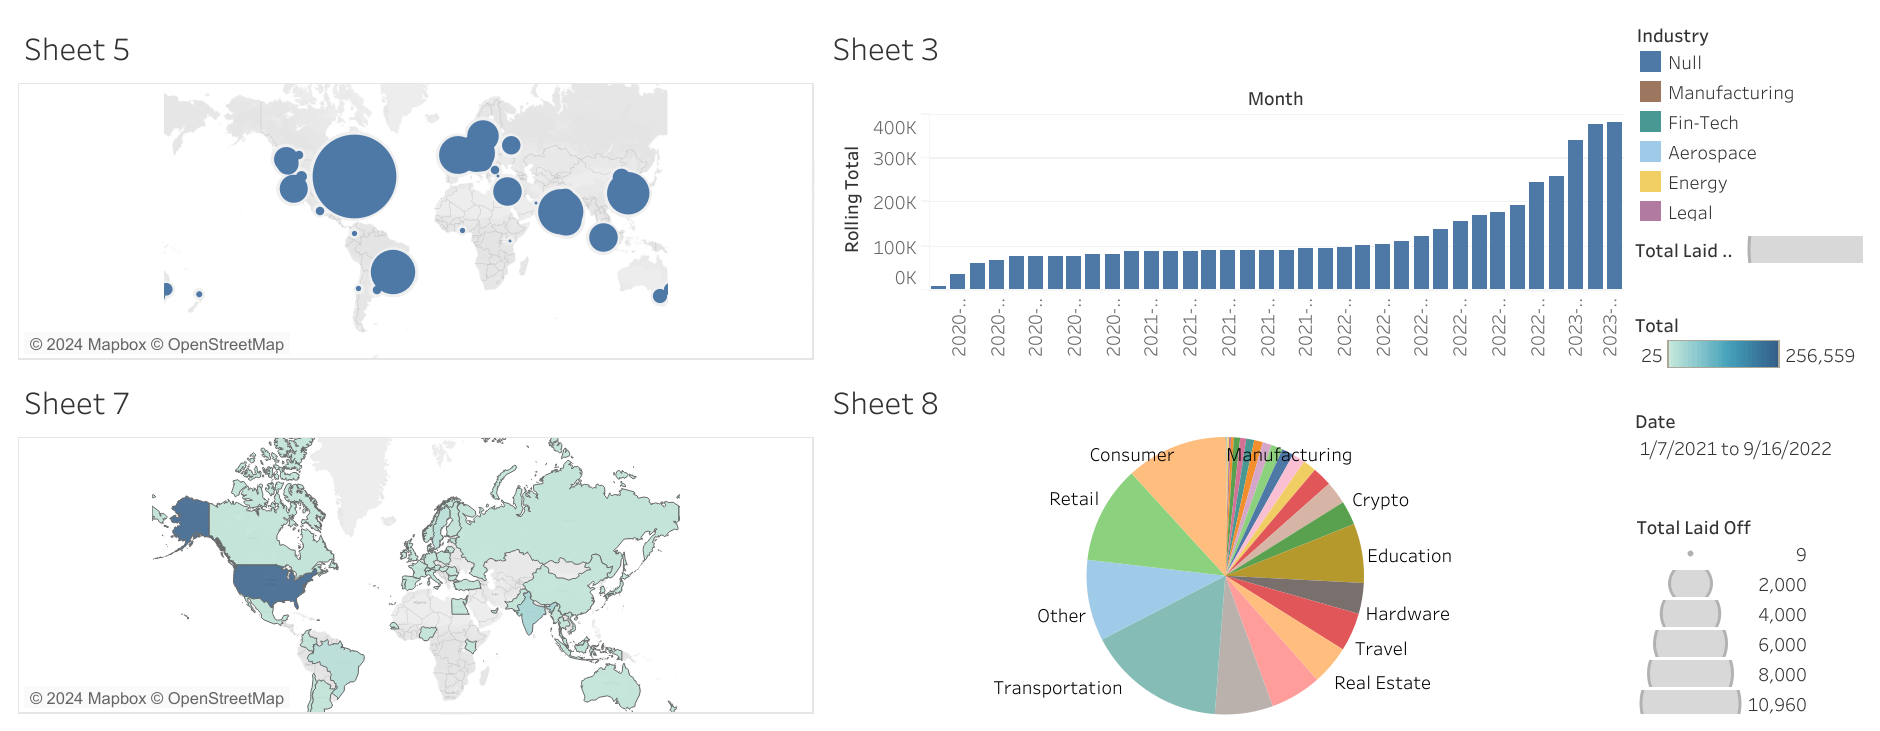 Sheet 5
© 2024 Mapbox © OpenStreetMap
Sheet 3
Month
Rolling Total
400K
300K
200K
100K
0K
2020-..
2020-..
2020-..
2020-..
2020-..
2021-..
2021-..
2021-..
2021-..
2021-..
2022-..
2022-..
2022-..
2022-..
2022-..
2022-..
2023-..
2023-..
Industry
Null
Manufacturing
Fin-Tech
Aerospace
Energy
Legal
Total Laid ..
Total
25 256,559
Sheet 7
© 2024 Mapbox © OpenStreetMap
Sheet 8
Consumer
Manufacturing
Retail
Crypto
Education
Other
Hardware
Travel
Transportation
Real Estate
Date
1/7/2021 to 9/16/2022
Total Laid Off
9
2,000
4,000
6,000
8,000
10,960